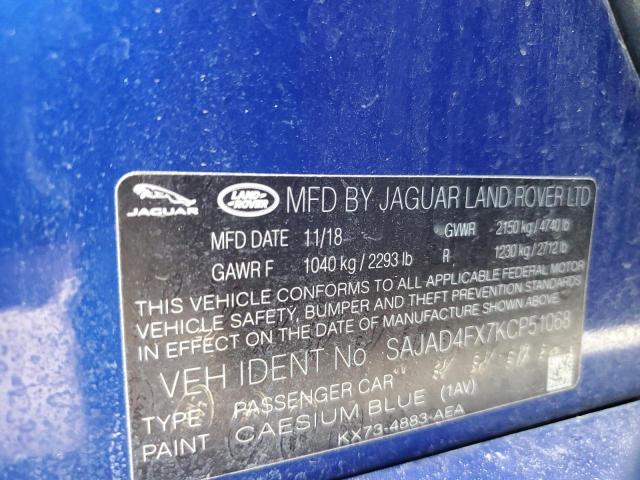 JAGUAR LAND-ROVER MFD BY JAGUAR LAND ROVER LTD
MFD DATE 11/18 GVWR 2150 kg / 4740 lb
GAWR F 1040 kg / 2293 lb R 1230 kg / 2712 lb
THIS VEHICLE CONFORMS TO ALL APPLICABLE FEDERAL MOTOR
VEHICLE SAFETY, BUMPER AND THEFT PREVENTION STANDARDS
IN EFFECT ON THE DATE OF MANUFACTURE SHOWN ABOVE.
VEH IDENT No SAJAD4FX7KCP51068
TYPE PASSENGER CAR
PAINT CAESIUM BLUE (1AV)
KX73-4883-AEA